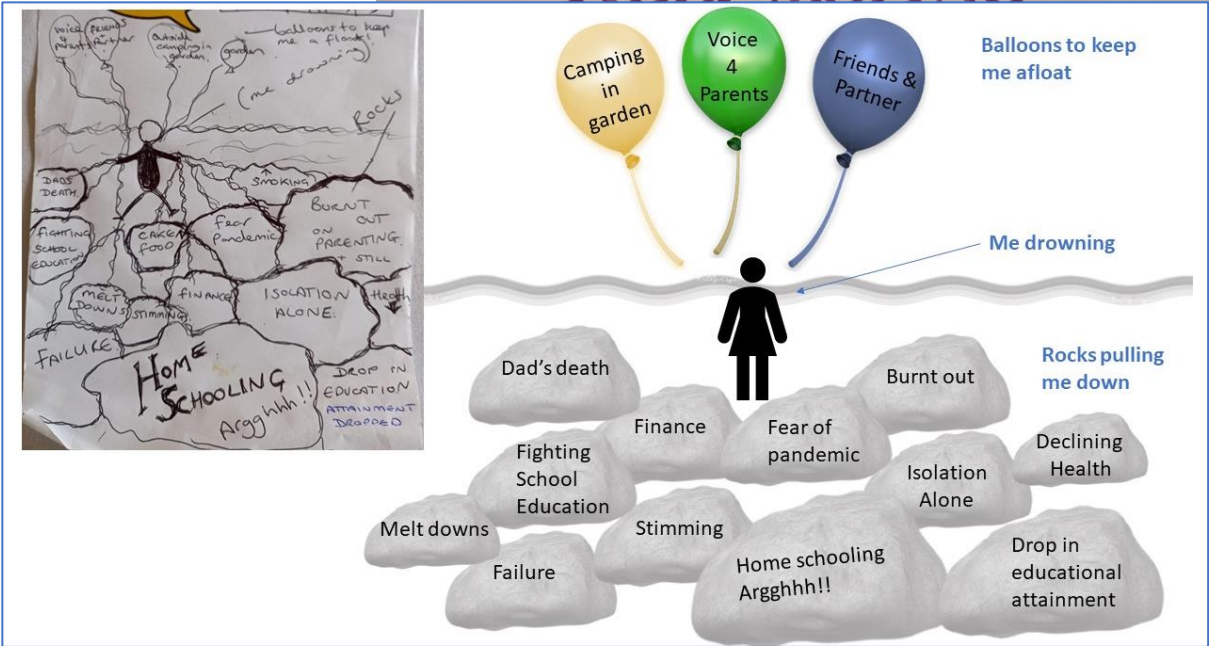 VOICE
4
PARENTS
FRIENDS
+
Partner
Outside
camping in
garden.
garden
balloons to keep
me a float!!
(me drowning)
ROCKS
DADS
DEATH
↑
SMOKING
FIGHTING
SCHOOL
EDUCATION
CAKE
FOOD
Fear
Pandemic
BURNT
OUT
ON
PARENTING.
+ STILL
MELT
DOWNS
STIMMING
FINANCE
ISOLATION
ALONE.
Health
FAILURE.
HOME
SCHOOLING
Argghhh!!
DROP IN
EDUCATION
ATTAINMENT
DROPPED
Camping
in
garden
Voice
4
Parents
Friends &
Partner
Balloons to keep
me afloat
Me drowning
Rocks pulling
me down
Dad's death
Burnt out
Finance
Fear of
pandemic
Declining
Health
Fighting
School
Education
Isolation
Alone
Melt downs
Stimming
Failure
Home schooling
Argghhh!!
Drop in
educational
attainment